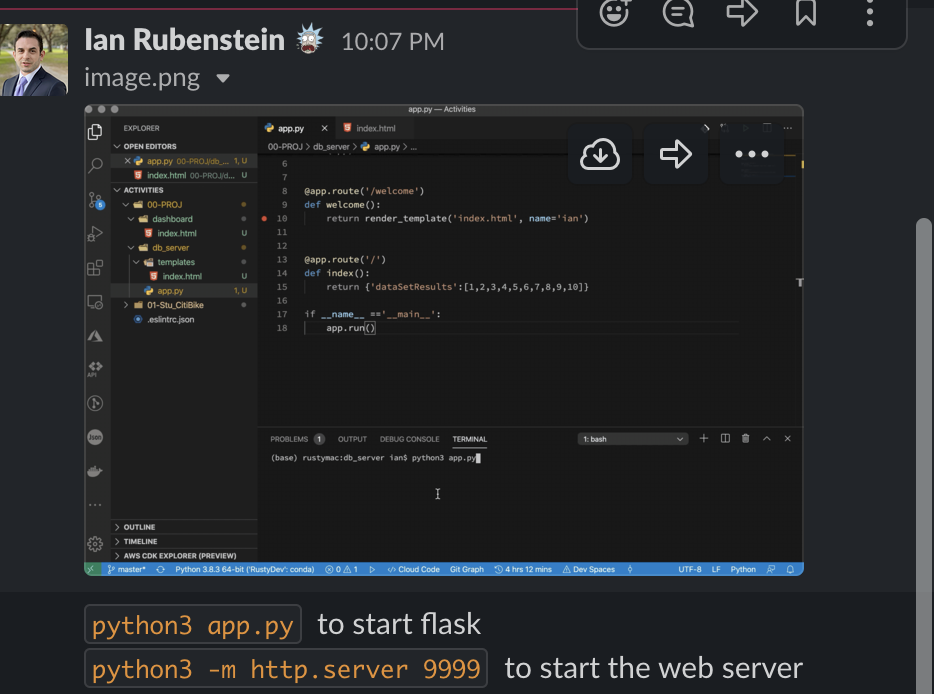 Ian Rubenstein 10:07 PM
image.png
app.py — Activities
EXPLORER
OPEN EDITORS
app.py 00-PROJ/db_... 1, U
index.html 00-PROJ/d... U
ACTIVITIES
00-PROJ
dashboard
index.html U
db_server
templates
index.html U
app.py 1, U
01-Stu_CitiBike
.eslintrc.json
OUTLINE
TIMELINE
AWS CDK EXPLORER (PREVIEW)
app.py index.html
00-PROJ > db_server > app.py > ...
6
7
8 @app.route('/welcome')
9 def welcome():
10 return render_template('index.html', name='ian')
11
12
13 @app.route('/')
14 def index():
15 return {'dataSetResults':[1,2,3,4,5,6,7,8,9,10]}
16
17 if __name__ =='__main__':
18 app.run()
PROBLEMS 1 OUTPUT DEBUG CONSOLE TERMINAL 1: bash
(base) rustymac:db_server ian$ python3 app.py
5
API
Json
master* Python 3.8.3 64-bit ('RustyDev': conda) 0 1 Cloud Code Git Graph 4 hrs 12 mins Dev Spaces UTF-8 LF Python
python3 app.py to start flask
python3 -m http.server 9999 to start the web server